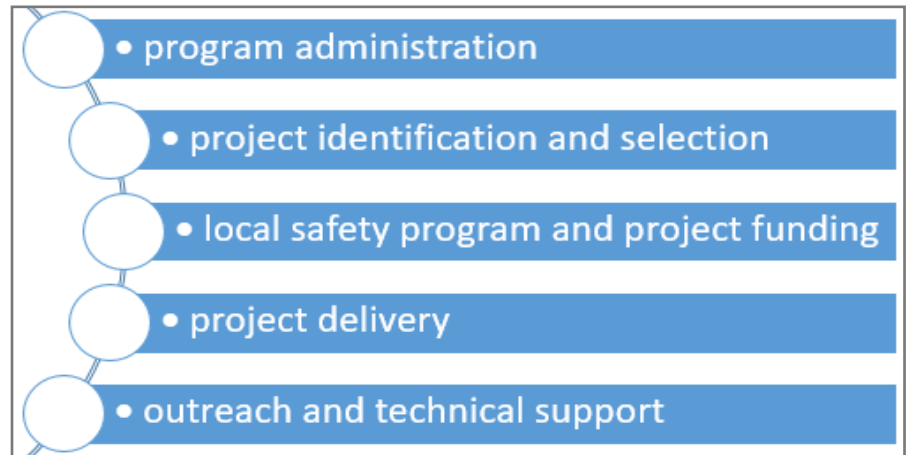 • program administration
• project identification and selection
• local safety program and project funding
• project delivery
• outreach and technical support